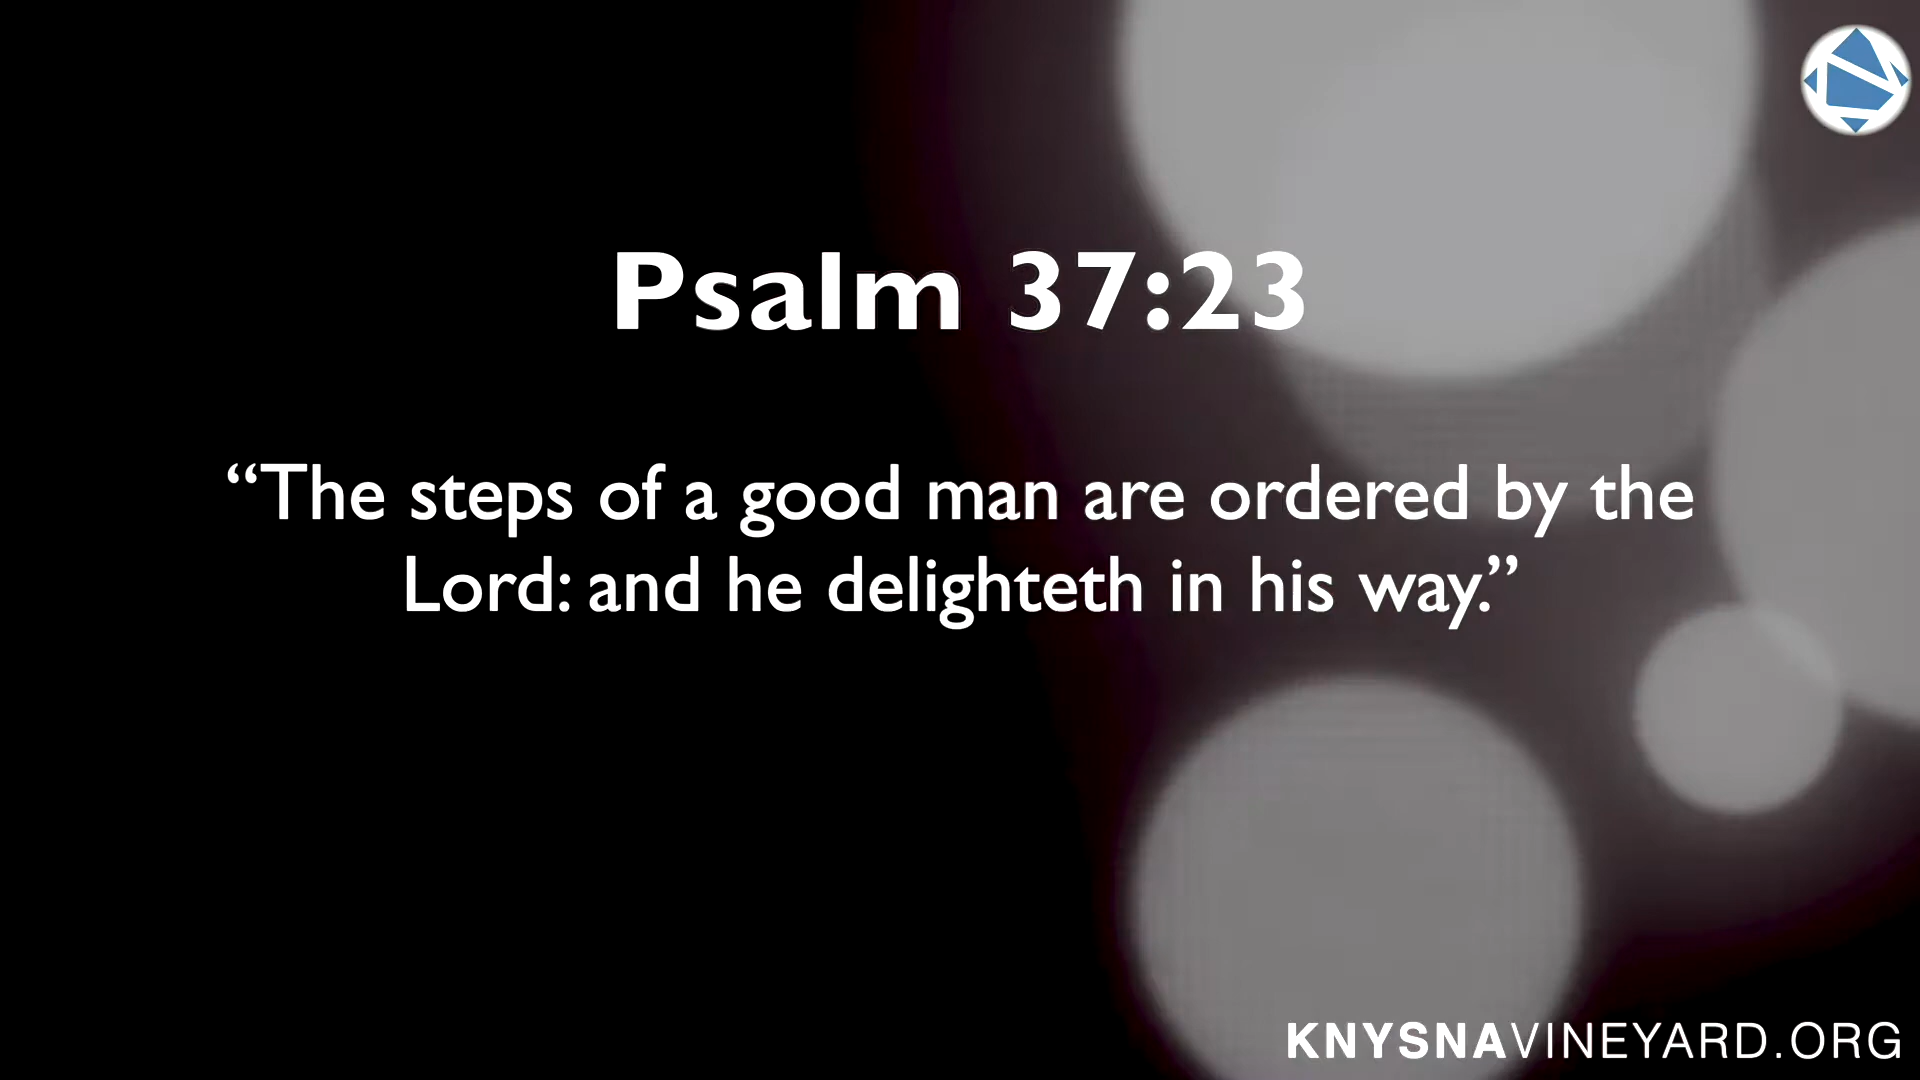 Psalm 37:23
“The steps of a good man are ordered by the
Lord: and he delighteth in his way.”
KNYSNAVINEYARD.ORG